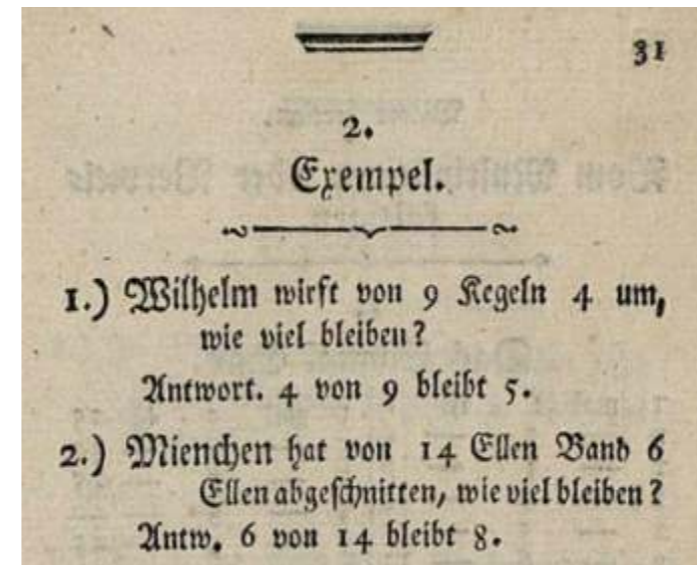 31
2.
Exempel.
1.) Wilhelm wirft von 9 Kegeln 4 um,
wie viel bleiben?
Antwort. 4 von 9 bleibt 5.
2.) Mienchen hat von 14 Ellen Band 6
Ellen abgeschnitten, wie viel bleiben?
Antw. 6 von 14 bleibt 8.